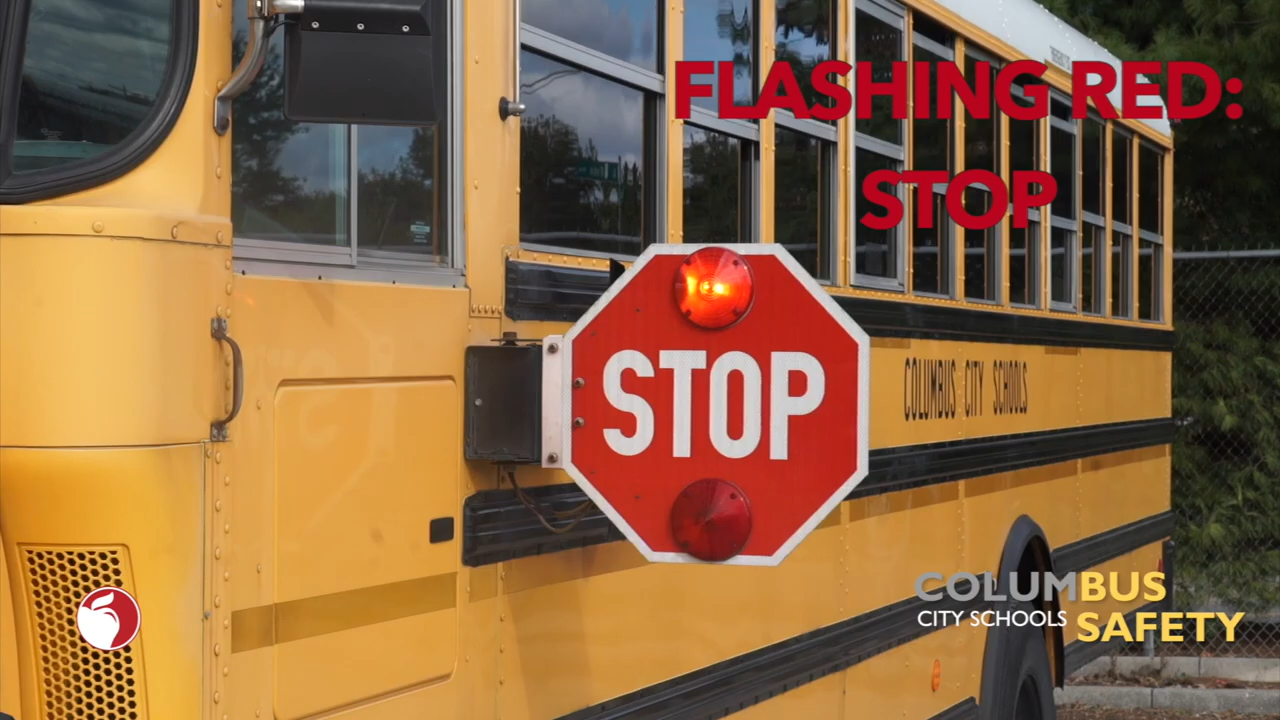 FLASHING RED:
STOP
STOP
COLUMBUS CITY SCHOOLS
COLUMBUS
CITY SCHOOLS SAFETY